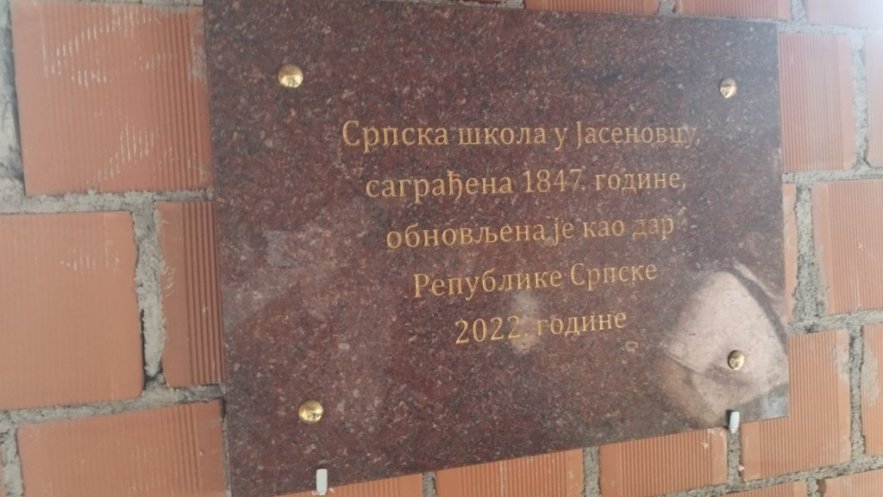 Српска школа у Јасеновцу,
саграђена 1847. године,
обновљена је као дар
Републике Српске
2022. године